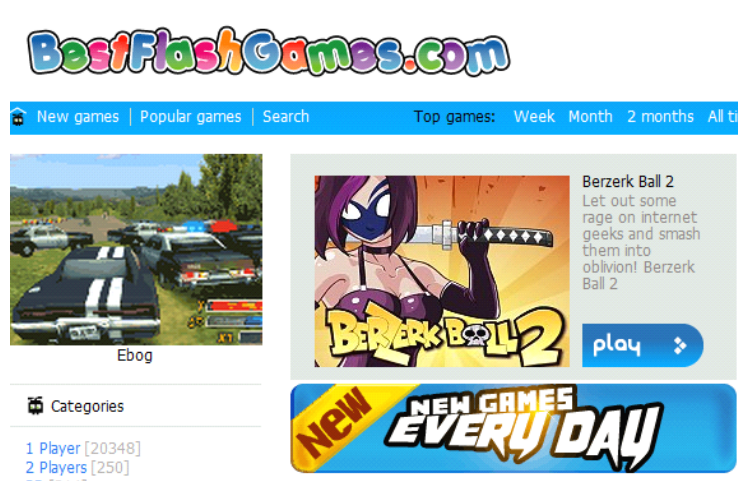 BestFlashGames.com
New games | Popular games | Search
Top games: Week Month 2 months All ti
Ebog
Categories
1 Player [20348]
2 Players [250]
BERZERK BALL 2
Berzerk Ball 2
Let out some
rage on internet
geeks and smash
them into
oblivion! Berzerk
Ball 2
play
New
NEW GAMES
EVERY DAY